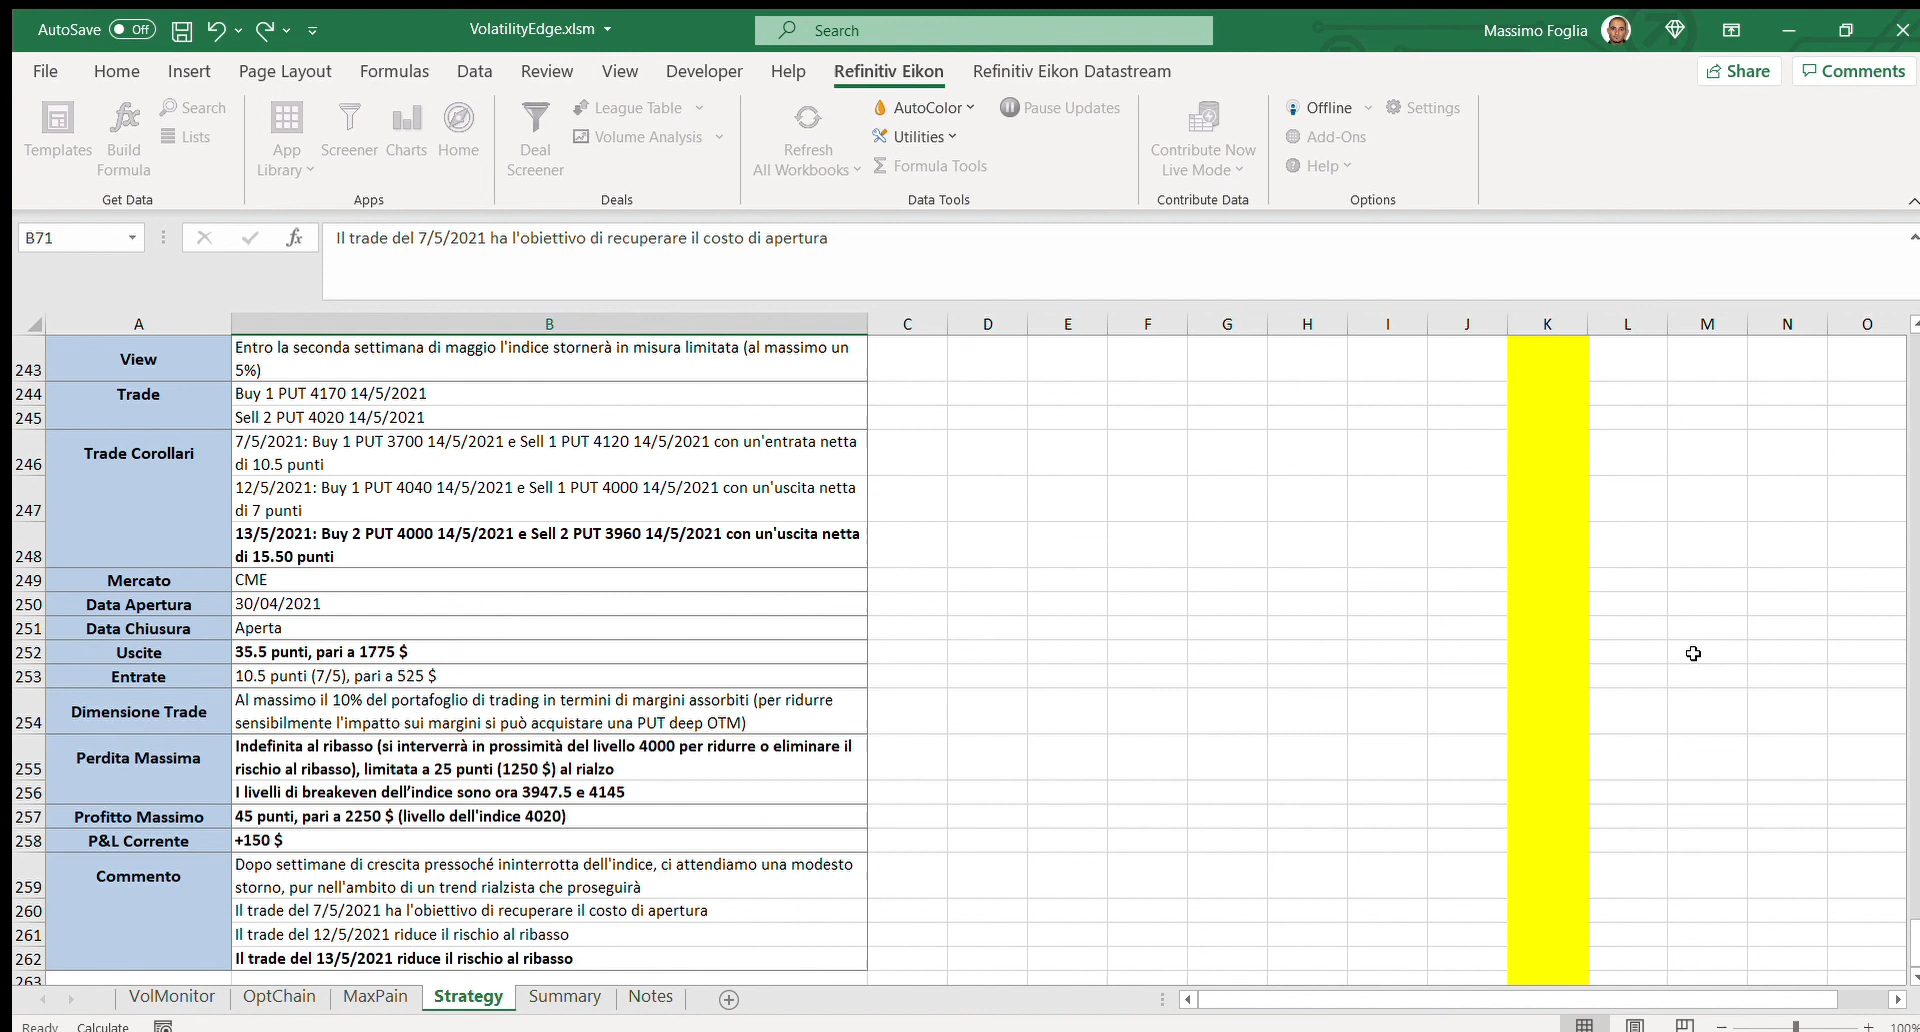 AutoSave Off VolatilityEdge.xlsm Search Massimo Foglia
File Home Insert Page Layout Formulas Data Review View Developer Help Refinitiv Eikon Refinitiv Eikon Datastream Share Comments
Templates
Build
Formula
Search
Lists
Get Data
App
Library
Screener
Charts
Home
Apps
Deal
Screener
League Table
Volume Analysis
Deals
Refresh
All Workbooks
AutoColor
Utilities
Formula Tools
Pause Updates
Data Tools
Contribute Now
Live Mode
Contribute Data
Offline
Settings
Add-Ons
Help
Options
B71 fx Il trade del 7/5/2021 ha l'obiettivo di recuperare il costo di apertura
A B C D E F G H I J K L M N O
243 View Entro la seconda settimana di maggio l'indice stornerà in misura limitata (al massimo un
5%)
244 Trade Buy 1 PUT 4170 14/5/2021
245 Sell 2 PUT 4020 14/5/2021
246 Trade Corollari 7/5/2021: Buy 1 PUT 3700 14/5/2021 e Sell 1 PUT 4120 14/5/2021 con un'entrata netta
di 10.5 punti
247 12/5/2021: Buy 1 PUT 4040 14/5/2021 e Sell 1 PUT 4000 14/5/2021 con un'uscita netta
di 7 punti
248 13/5/2021: Buy 2 PUT 4000 14/5/2021 e Sell 2 PUT 3960 14/5/2021 con un'uscita netta
di 15.50 punti
249 Mercato CME
250 Data Apertura 30/04/2021
251 Data Chiusura Aperta
252 Uscite 35.5 punti, pari a 1775 $
253 Entrate 10.5 punti (7/5), pari a 525 $
254 Dimensione Trade Al massimo il 10% del portafoglio di trading in termini di margini assorbiti (per ridurre
sensibilmente l'impatto sui margini si può acquistare una PUT deep OTM)
255 Perdita Massima Indefinita al ribasso (si interverrà in prossimità del livello 4000 per ridurre o eliminare il
rischio al ribasso), limitata a 25 punti (1250 $) al rialzo
256 I livelli di breakeven dell’indice sono ora 3947.5 e 4145
257 Profitto Massimo 45 punti, pari a 2250 $ (livello dell'indice 4020)
258 P&L Corrente +150 $
259 Commento Dopo settimane di crescita pressoché ininterrotta dell'indice, ci attendiamo una modesto
storno, pur nell'ambito di un trend rialzista che proseguirà
260 Il trade del 7/5/2021 ha l'obiettivo di recuperare il costo di apertura
261 Il trade del 12/5/2021 riduce il rischio al ribasso
262 Il trade del 13/5/2021 riduce il rischio al ribasso
263
VolMonitor OptChain MaxPain Strategy Summary Notes
Ready Calculate 100%